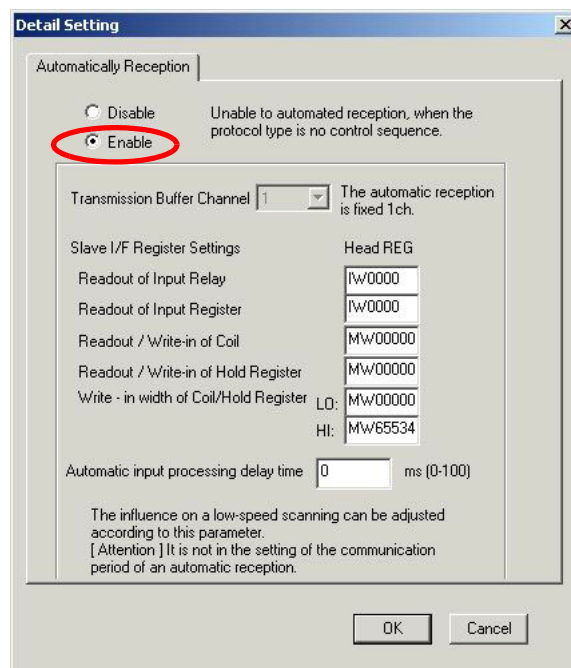 Detail Setting
Automatically Reception
Disable
Enable
Unable to automated reception, when the
protocol type is no control sequence.
Transmission Buffer Channel 1
The automatic reception
is fixed 1ch.
Slave I/F Register Settings Head REG
Readout of Input Relay IW0000
Readout of Input Register IW0000
Readout / Write-in of Coil MW00000
Readout / Write-in of Hold Register MW00000
Write - in width of Coil/Hold Register LO: MW00000
HI: MW65534
Automatic input processing delay time 0 ms (0-100)
The influence on a low-speed scanning can be adjusted
according to this parameter.
[ Attention ] It is not in the setting of the communication
period of an automatic reception.
OK Cancel